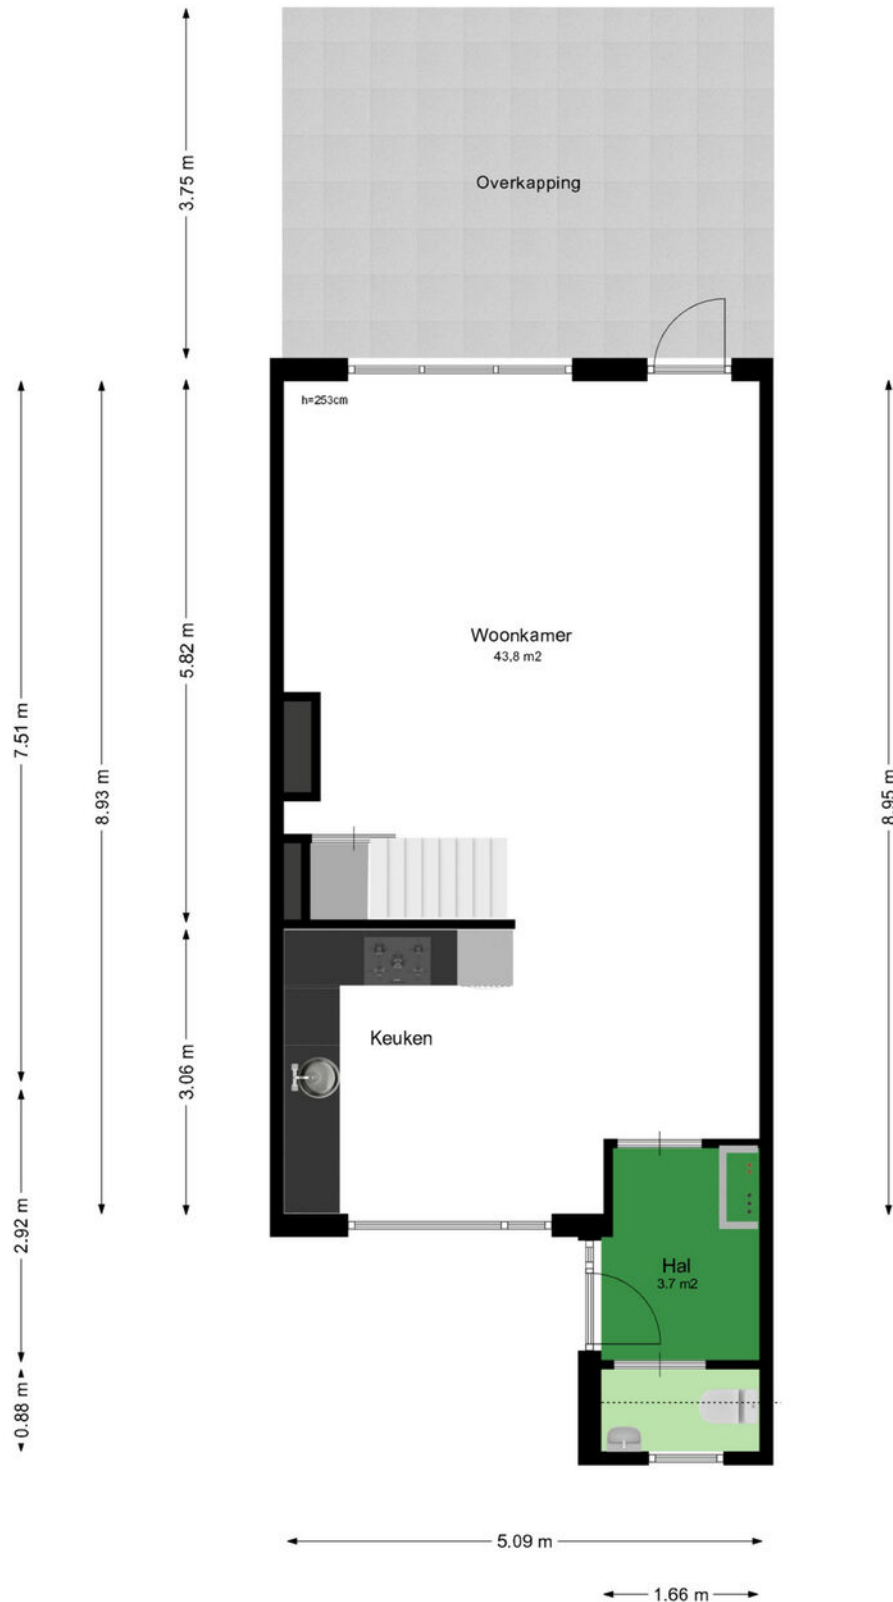 3.75 m
Overkapping
h=253cm
Woonkamer
43,8 m2
5.82 m
7.51 m
8.93 m
8.95 m
Keuken
3.06 m
2.92 m
Hal
3.7 m2
0.88 m
5.09 m
1.66 m